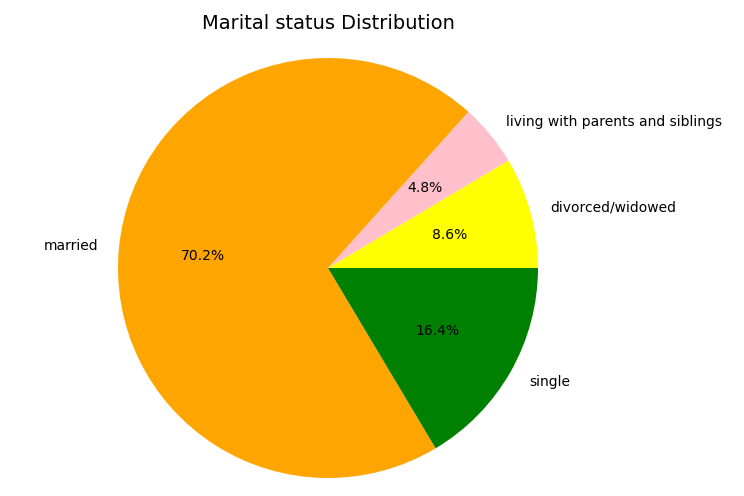 Marital status Distribution
living with parents and siblings
4.8%
divorced/widowed
8.6%
married
70.2%
16.4%
single